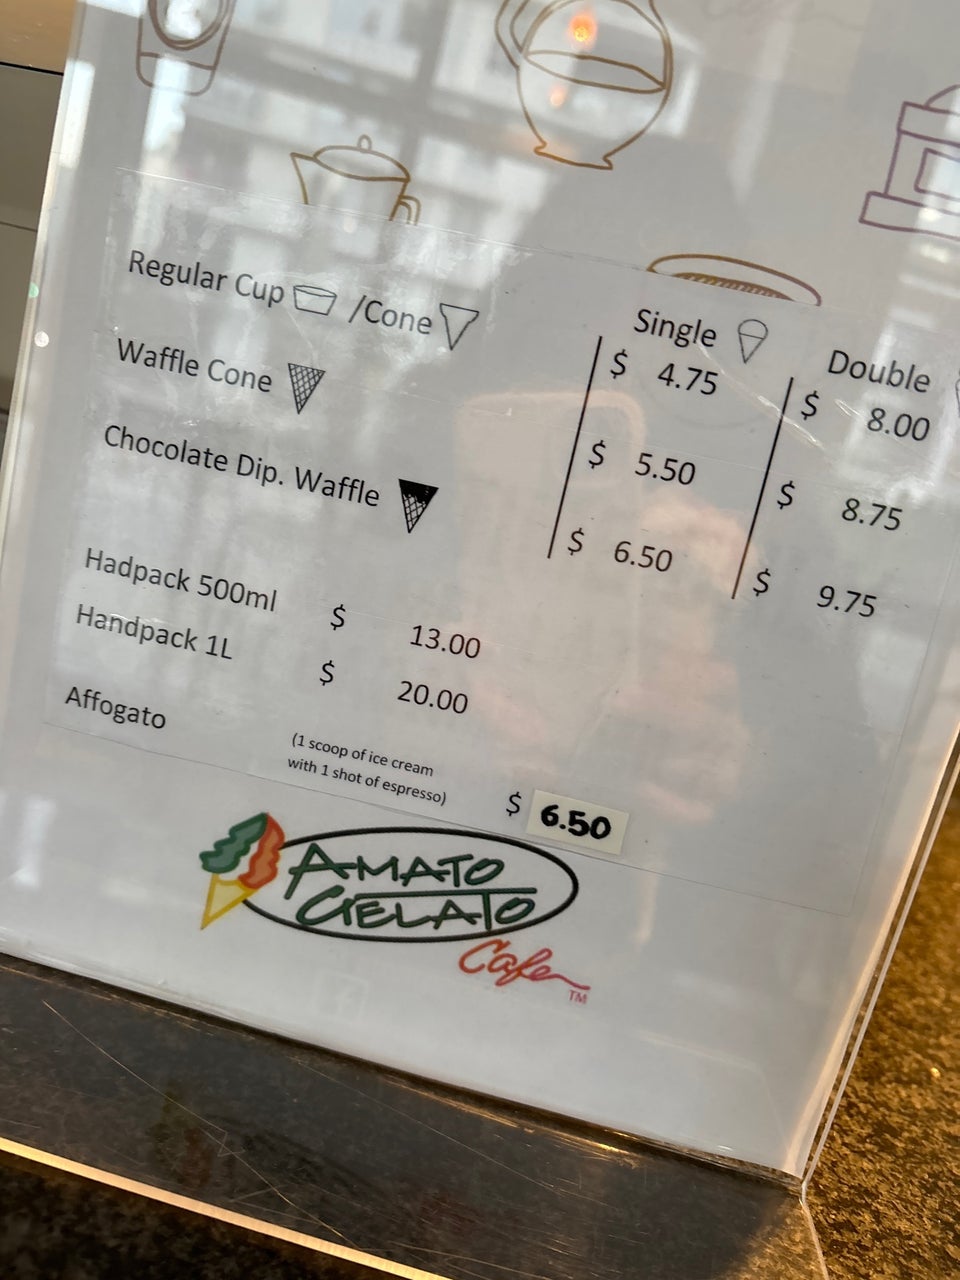 Single Double
Regular Cup /Cone $ 4.75 $ 8.00
Waffle Cone $ 5.50 $ 8.75
Chocolate Dip. Waffle $ 6.50 $ 9.75
Hadpack 500ml $ 13.00
Handpack 1L $ 20.00
Affogato
(1 scoop of ice cream
with 1 shot of espresso) $ 6.50
AMATO
GELATO
Cafe
TM